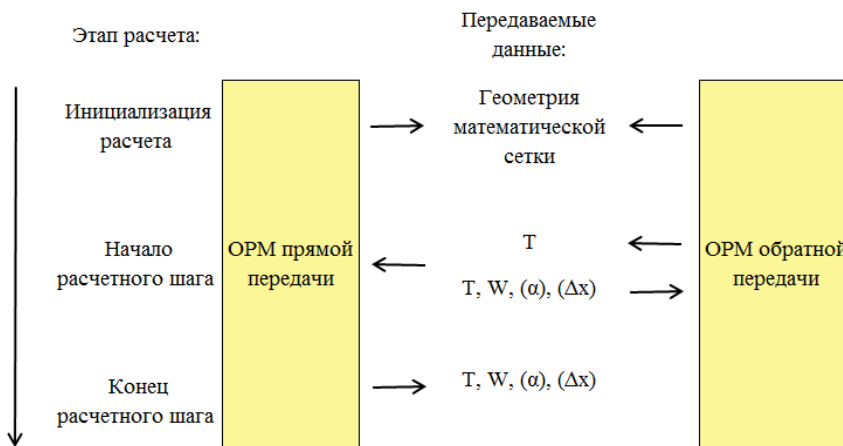 Этап расчета:
Передаваемые
данные:
Инициализация
расчета
Геометрия
математической
сетки
Начало
расчетного шага
ОРМ прямой
передачи
T
T, W, (α), (Δx)
ОРМ обратной
передачи
Конец
расчетного шага
T, W, (α), (Δx)